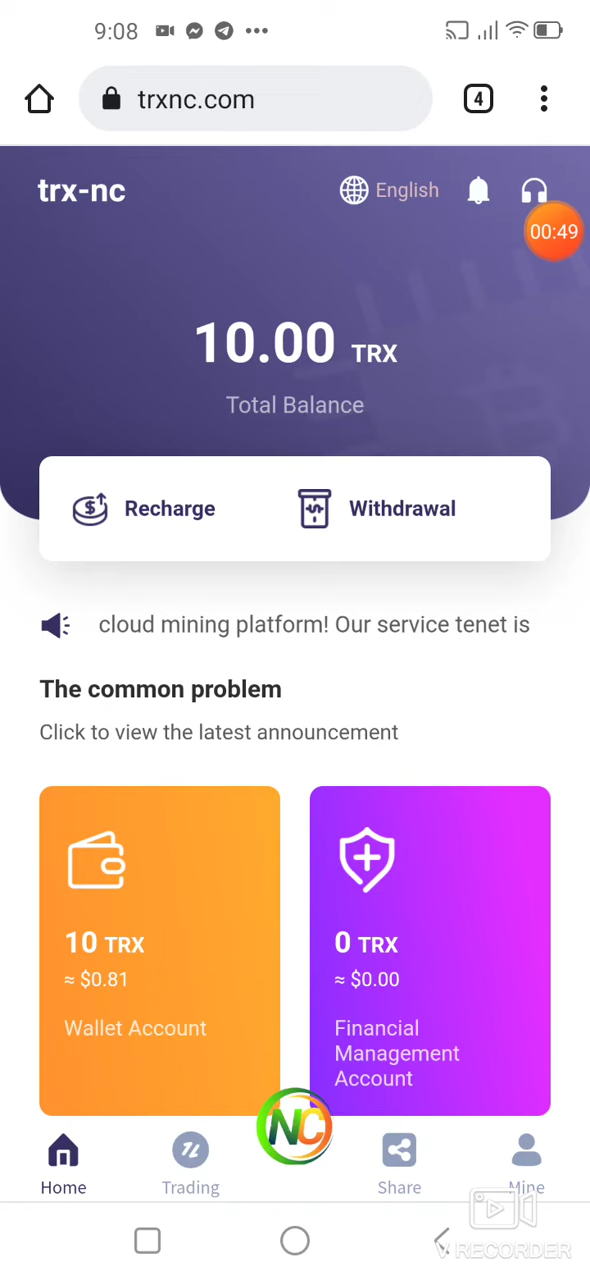 9:08
trxnc.com
4
trx-nc
English
00:49
10.00 TRX
Total Balance
Recharge
Withdrawal
cloud mining platform! Our service tenet is
The common problem
Click to view the latest announcement
10 TRX
≈ $0.81
Wallet Account
0 TRX
≈ $0.00
Financial
Management
Account
NC
Home
Trading
Share
Mine
V RECORDER